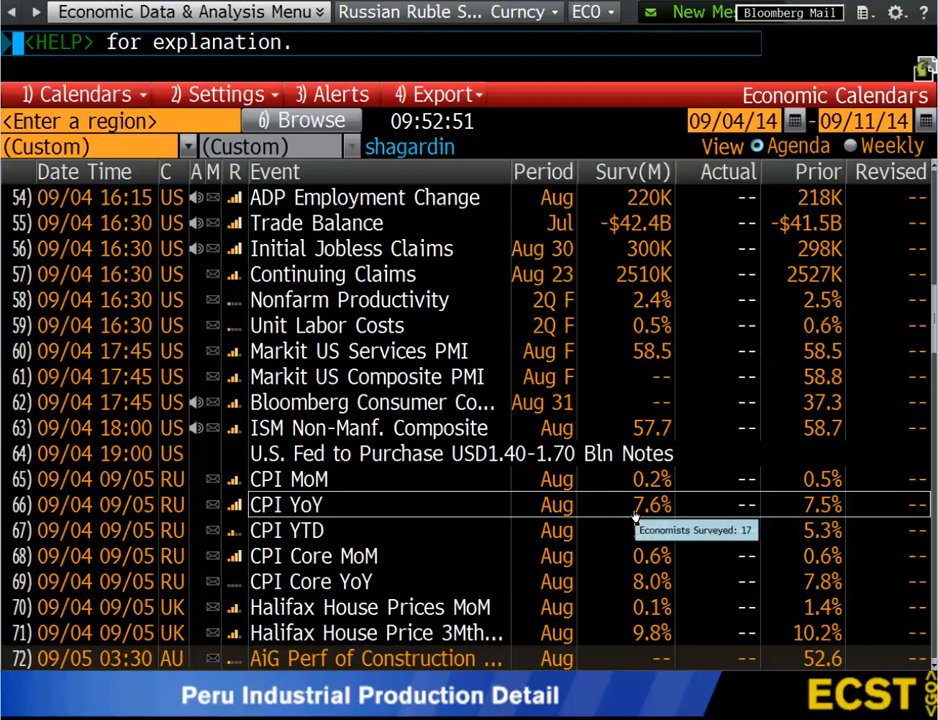 Economic Data & Analysis Menu Russian Ruble S... Curncy ECO New Mes Bloomberg Mail
<HELP> for explanation.
1) Calendars 2) Settings 3) Alerts 4) Export Economic Calendars
<Enter a region> 6) Browse 09:52:51 09/04/14 - 09/11/14
(Custom) (Custom) shagardin View Agenda Weekly
Date Time C A M R Event Period Surv(M) Actual Prior Revised
54) 09/04 16:15 US ADP Employment Change Aug 220K -- 218K --
55) 09/04 16:30 US Trade Balance Jul -$42.4B -- -$41.5B --
56) 09/04 16:30 US Initial Jobless Claims Aug 30 300K -- 298K --
57) 09/04 16:30 US Continuing Claims Aug 23 2510K -- 2527K --
58) 09/04 16:30 US Nonfarm Productivity 2Q F 2.4% -- 2.5% --
59) 09/04 16:30 US Unit Labor Costs 2Q F 0.5% -- 0.6% --
60) 09/04 17:45 US Markit US Services PMI Aug F 58.5 -- 58.5 --
61) 09/04 17:45 US Markit US Composite PMI Aug F -- -- 58.8 --
62) 09/04 17:45 US Bloomberg Consumer Co... Aug 31 -- -- 37.3 --
63) 09/04 18:00 US ISM Non-Manf. Composite Aug 57.7 -- 58.7 --
64) 09/04 19:00 US U.S. Fed to Purchase USD1.40-1.70 Bln Notes
65) 09/04 09/05 RU CPI MoM Aug 0.2% -- 0.5% --
66) 09/04 09/05 RU CPI YoY Aug 7.6% -- 7.5% --
67) 09/04 09/05 RU CPI YTD Aug 5.3% --
Economists Surveyed: 17
68) 09/04 09/05 RU CPI Core MoM Aug 0.6% -- 0.6% --
69) 09/04 09/05 RU CPI Core YoY Aug 8.0% -- 7.8% --
70) 09/04 09/05 UK Halifax House Prices MoM Aug 0.1% -- 1.4% --
71) 09/04 09/05 UK Halifax House Price 3Mth... Aug 9.8% -- 10.2% --
72) 09/05 03:30 AU AiG Perf of Construction ... Aug -- -- 52.6 --
Peru Industrial Production Detail ECST <GO>